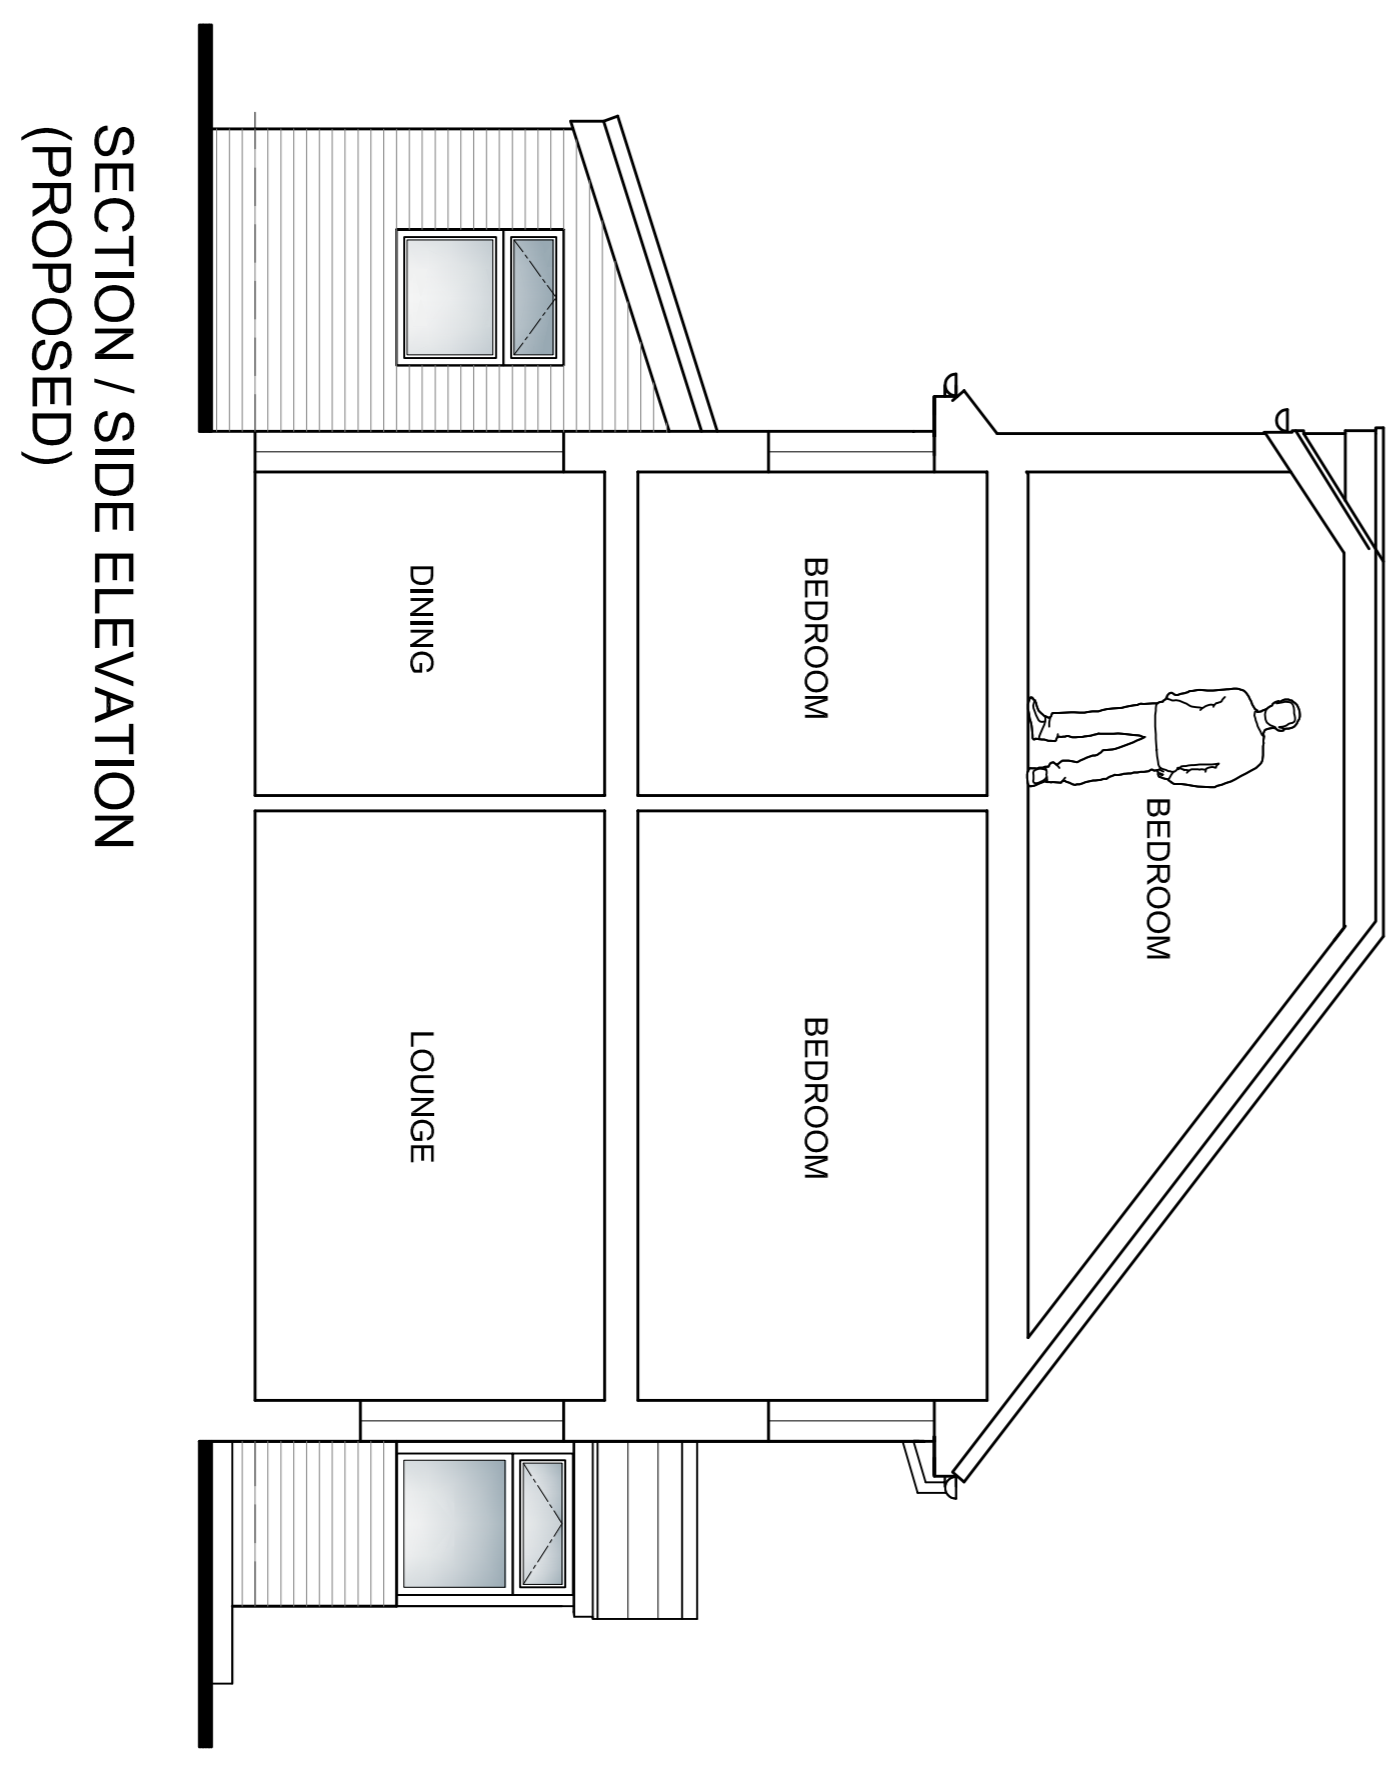 BEDROOM
BEDROOM
BEDROOM
DINING
LOUNGE
SECTION / SIDE ELEVATION
(PROPOSED)